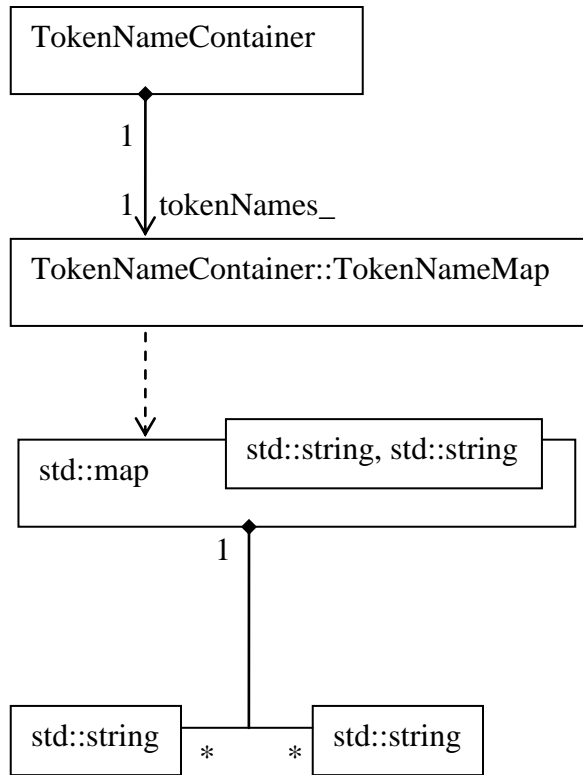 TokenNameContainer
1
1 tokenNames_
TokenNameContainer::TokenNameMap
std::string, std::string
std::map
1
std::string
* *
std::string